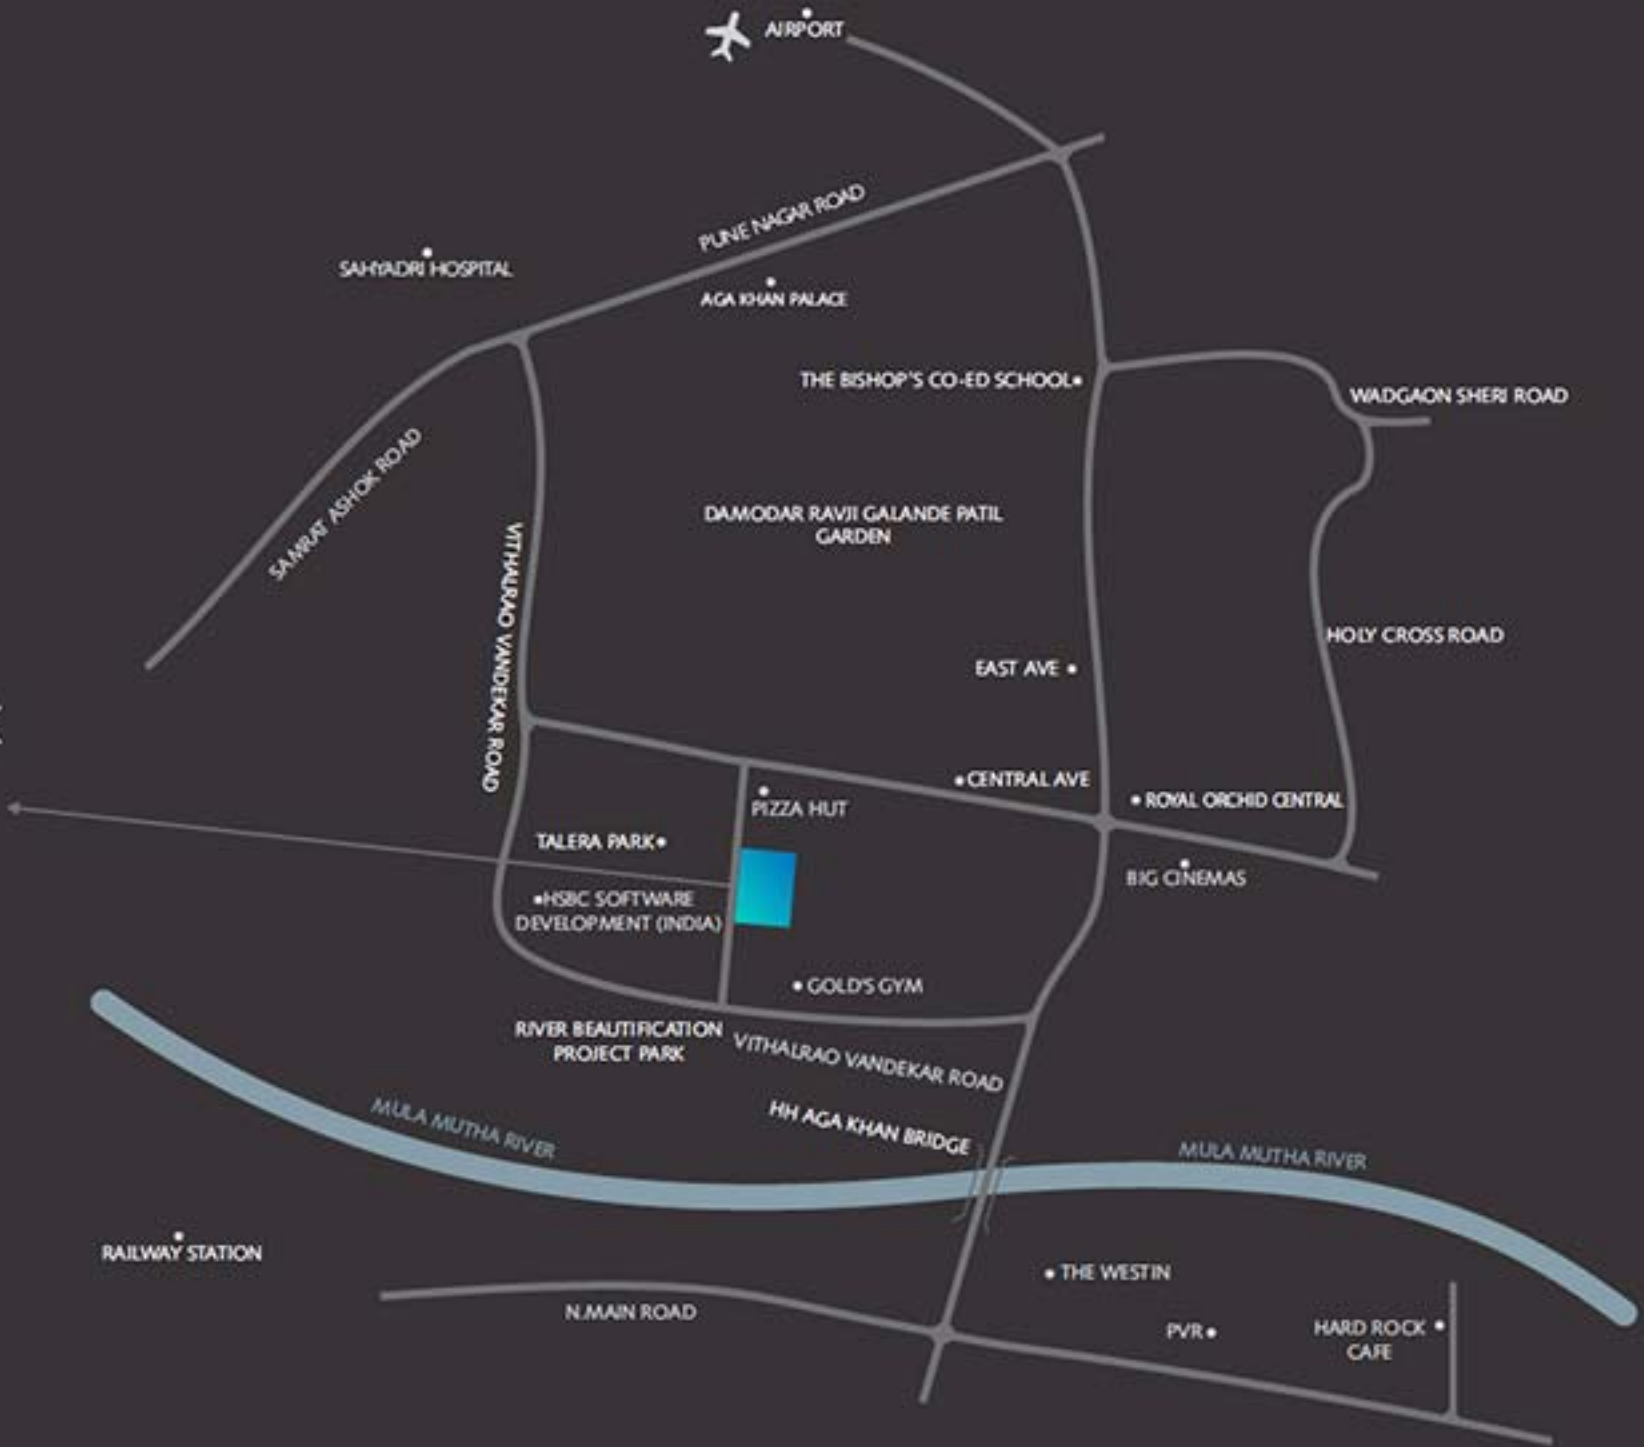 AIRPORT
PUNE NAGAR ROAD
SAHYADRI HOSPITAL
AGA KHAN PALACE
THE BISHOP'S CO-ED SCHOOL
WADGAON SHERI ROAD
SAMRAT ASHOK ROAD
DAMODAR RAVJI GALANDE PATIL
GARDEN
VITHALRAO VANDEKAR ROAD
HOLY CROSS ROAD
EAST AVE
CENTRAL AVE
ROYAL ORCHID CENTRAL
PIZZA HUT
TALERA PARK
BIG CINEMAS
HSBC SOFTWARE
DEVELOPMENT (INDIA)
GOLD'S GYM
RIVER BEAUTIFICATION
PROJECT PARK
VITHALRAO VANDEKAR ROAD
HH AGA KHAN BRIDGE
MULA MUTHA RIVER
MULA MUTHA RIVER
RAILWAY STATION
THE WESTIN
N.MAIN ROAD
PVR
HARD ROCK
CAFE